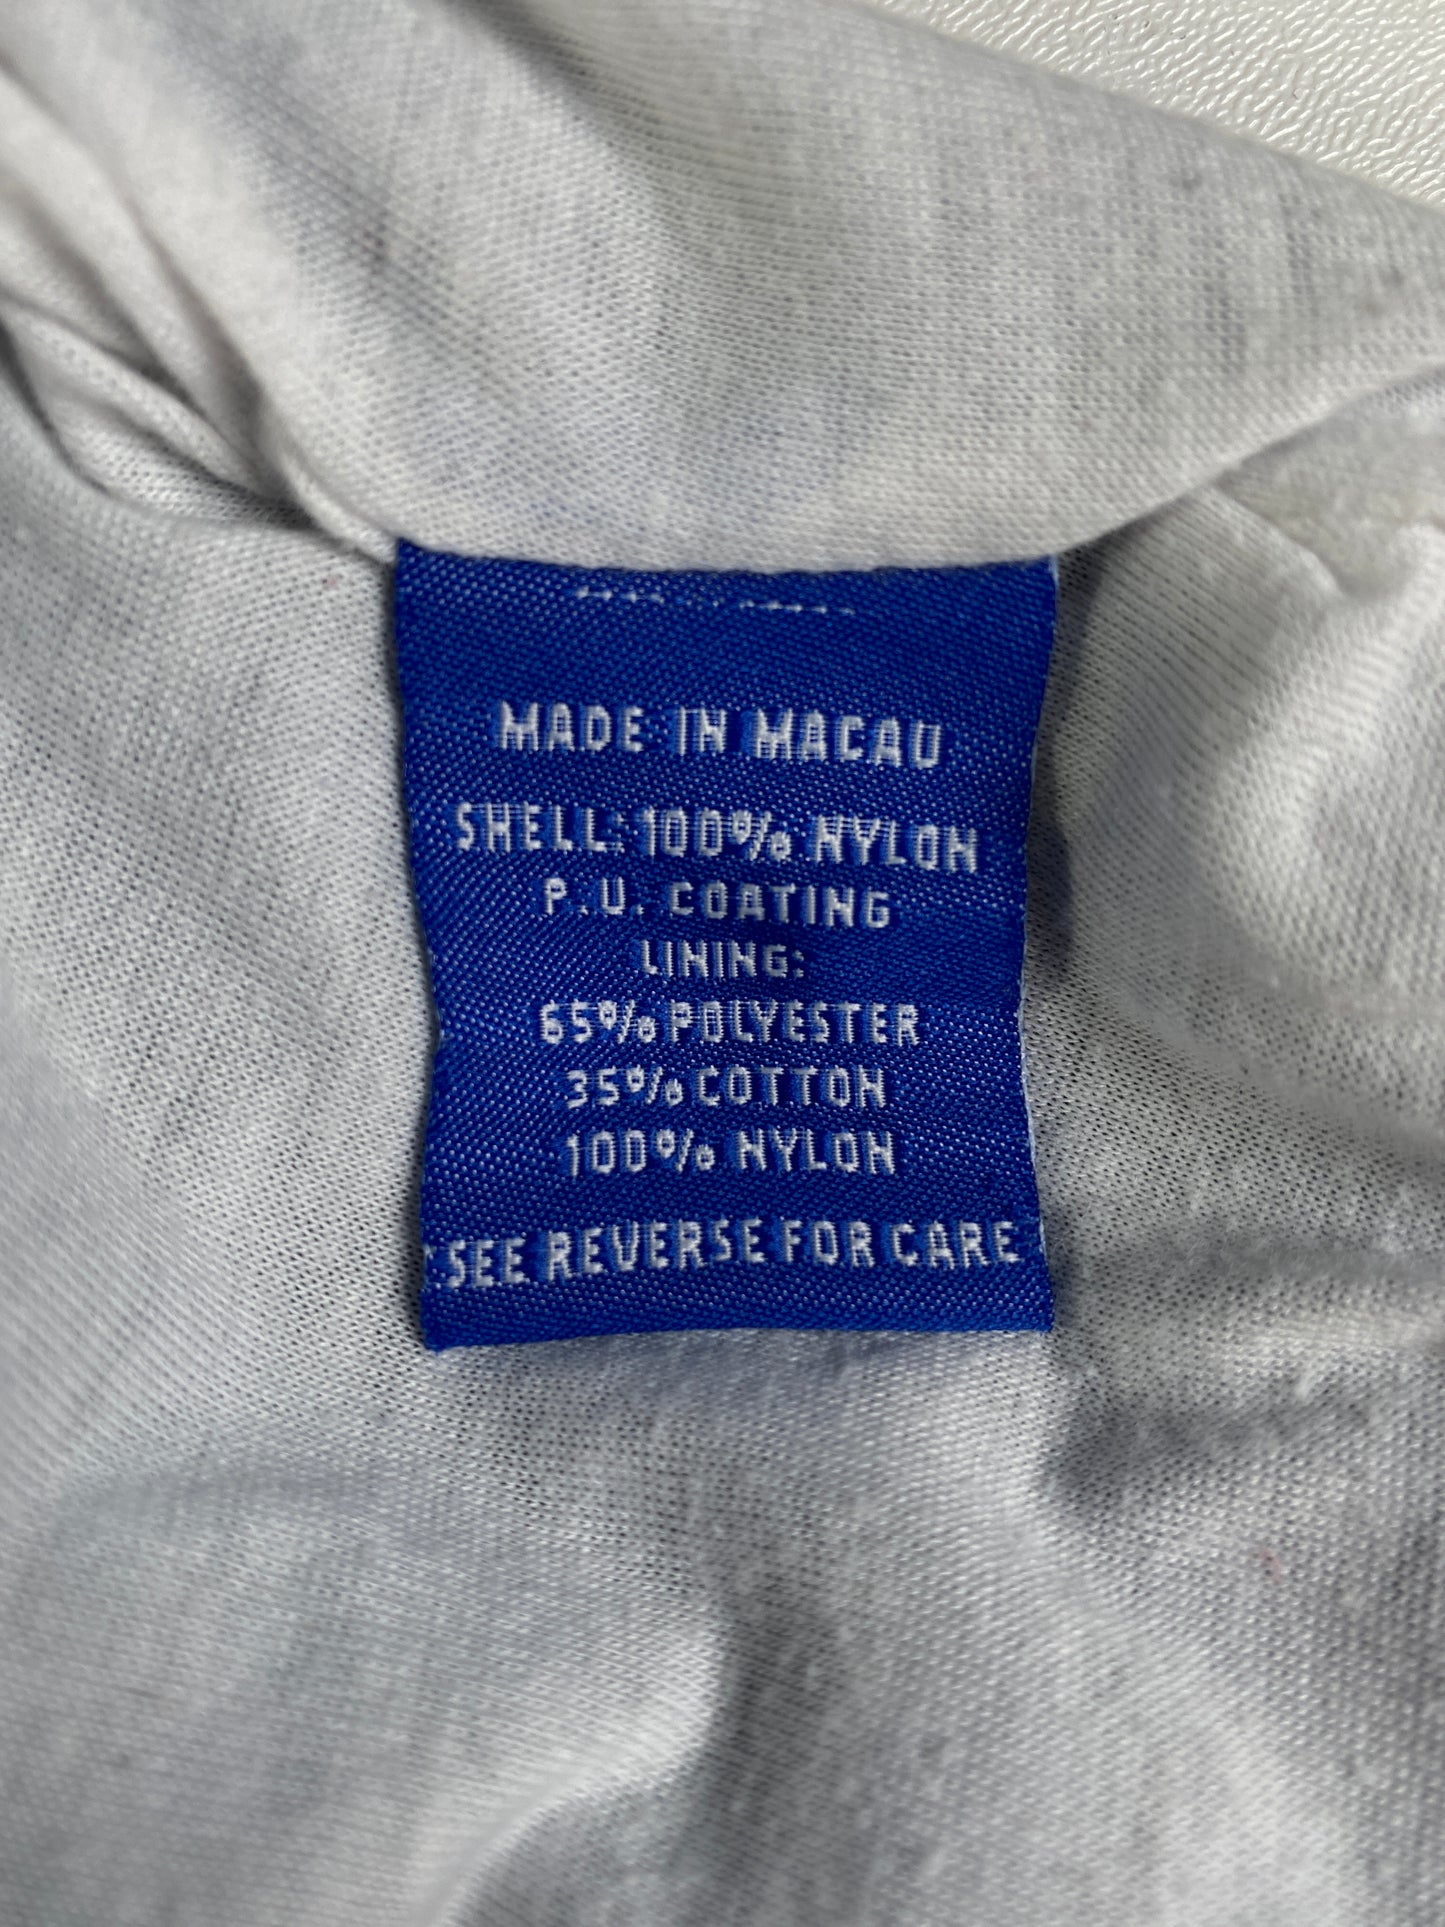 MADE IN MACAU
SHELL: 100% NYLON
P.U. COATING
LINING:
65% POLYESTER
35% COTTON
100% NYLON
SEE REVERSE FOR CARE